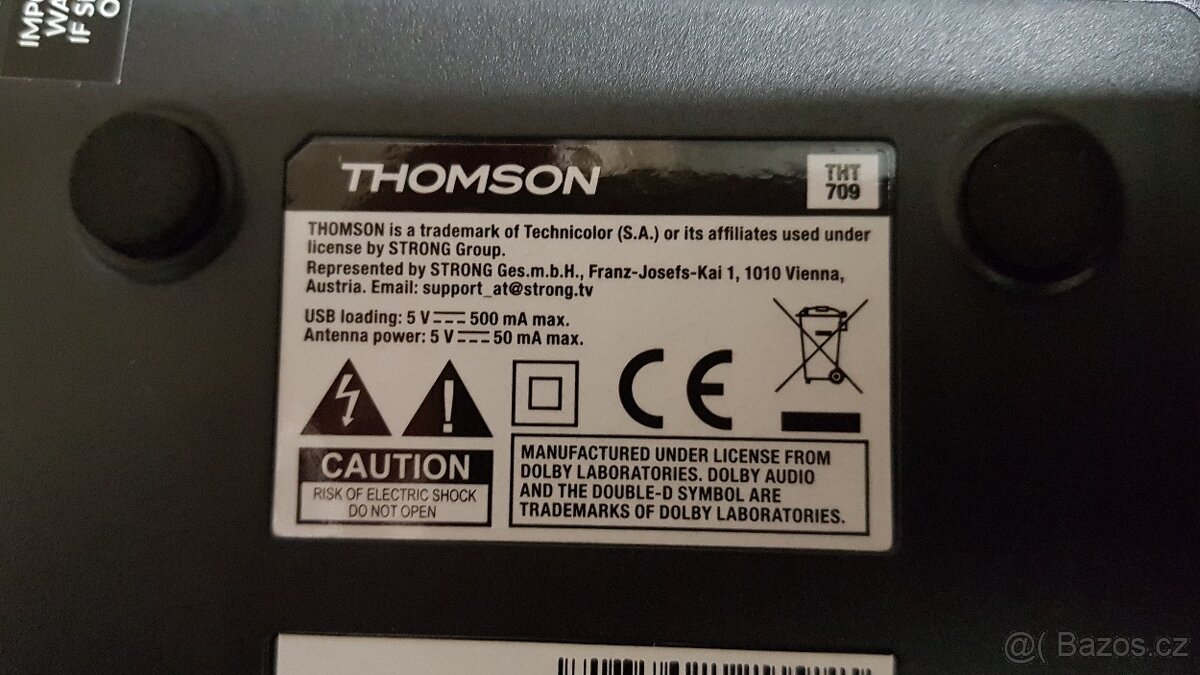 IMP
WA
IF S
O
THOMSON
THT
709
THOMSON is a trademark of Technicolor (S.A.) or its affiliates used under
license by STRONG Group.
Represented by STRONG Ges.m.b.H., Franz-Josefs-Kai 1, 1010 Vienna,
Austria. Email: support_at@strong.tv
USB loading: 5 V⎓500 mA max.
Antenna power: 5 V⎓50 mA max.
CE
CAUTION
RISK OF ELECTRIC SHOCK
DO NOT OPEN
MANUFACTURED UNDER LICENSE FROM
DOLBY LABORATORIES. DOLBY AUDIO
AND THE DOUBLE-D SYMBOL ARE
TRADEMARKS OF DOLBY LABORATORIES.
@( Bazos.cz